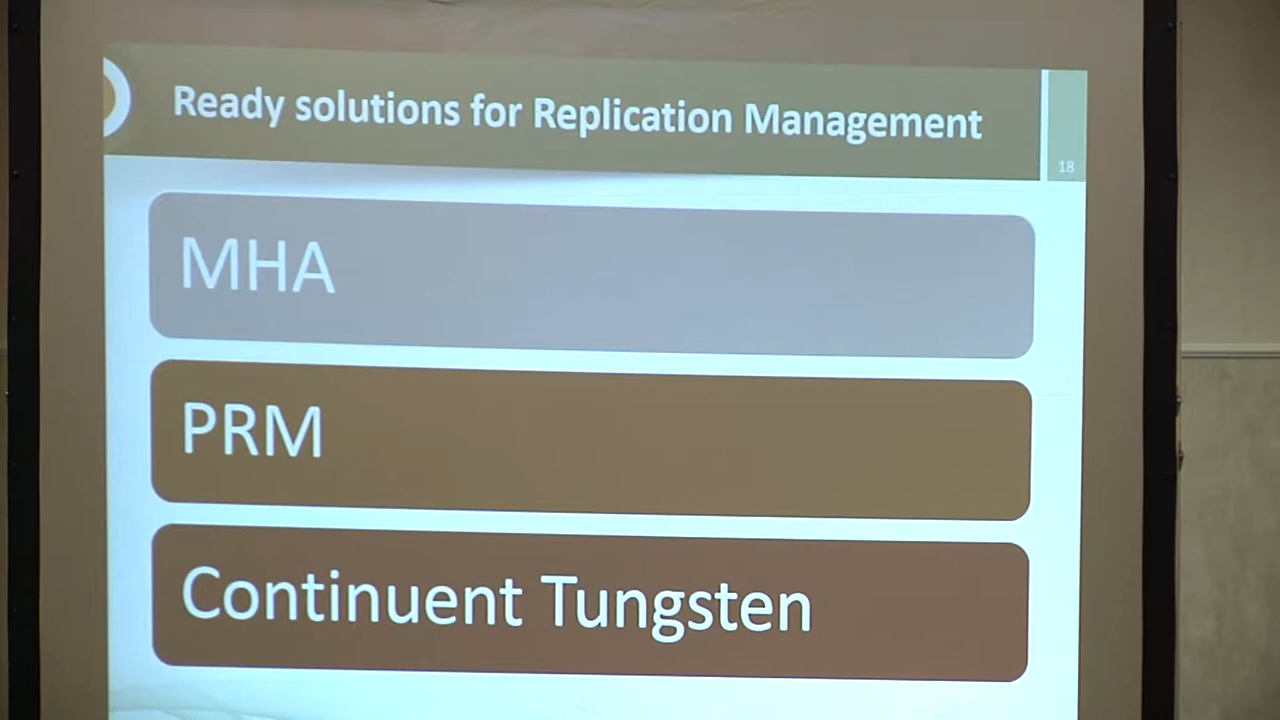 Ready solutions for Replication Management
18
MHA
PRM
Continuent Tungsten